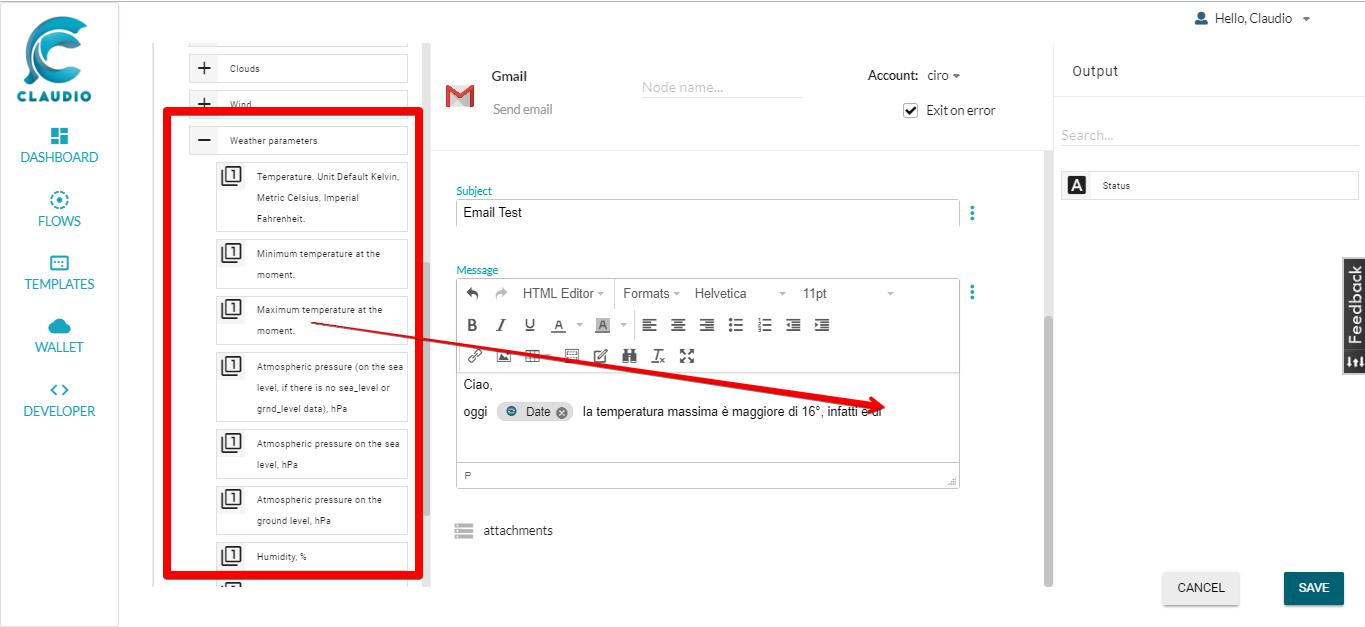 CLAUDIO
DASHBOARD
FLOWS
TEMPLATES
WALLET
DEVELOPER
Clouds
Wind
Weather parameters
Temperature. Unit Default Kelvin,
Metric Celsius, Imperial
Fahrenheit.
Minimum temperature at the
moment.
Maximum temperature at the
moment.
Atmospheric pressure (on the sea
level, if there is no sea_level or
grnd_level data), hPa
Atmospheric pressure on the sea
level, hPa
Atmospheric pressure on the
ground level, hPa
Humidity, %
Gmail
Send email
Node name...
Account: ciro
Exit on error
Subject
Email Test
Message
HTML Editor Formats Helvetica 11pt
Ciao,
oggi Date la temperatura massima è maggiore di 16°, infatti è di
P
attachments
Hello, Claudio
Output
Search...
A Status
Feedback
CANCEL SAVE